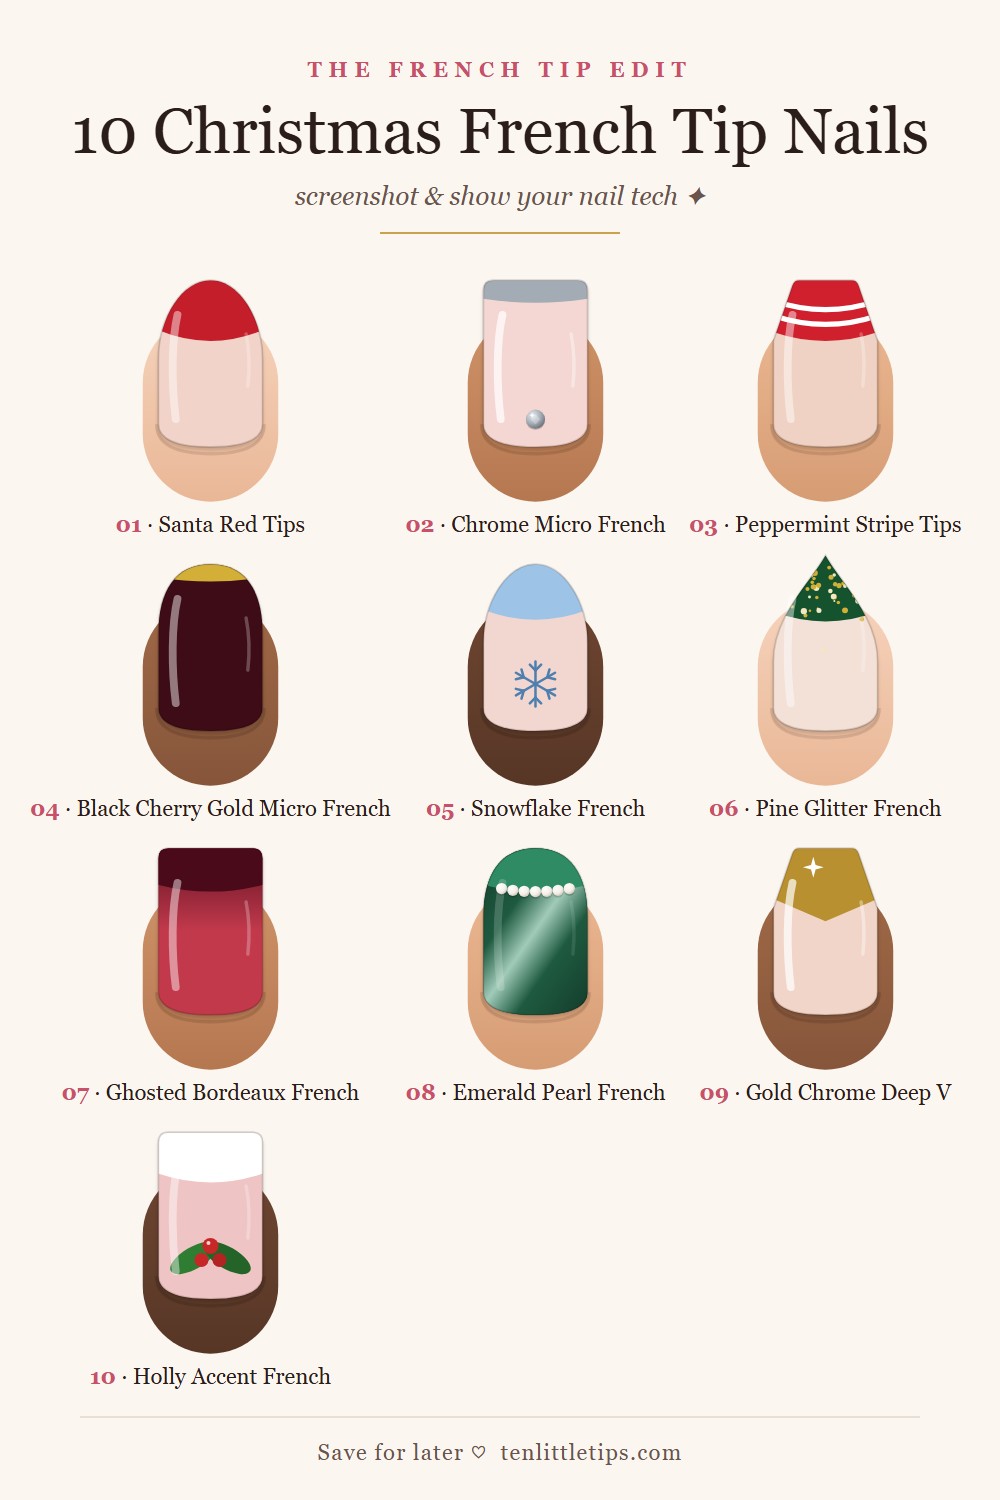 THE FRENCH TIP EDIT
10 Christmas French Tip Nails
screenshot & show your nail tech ✦
01 · Santa Red Tips
02 · Chrome Micro French
03 · Peppermint Stripe Tips
04 · Black Cherry Gold Micro French
05 · Snowflake French
06 · Pine Glitter French
07 · Ghosted Bordeaux French
08 · Emerald Pearl French
09 · Gold Chrome Deep V
10 · Holly Accent French
Save for later ♡ tenlittletips.com